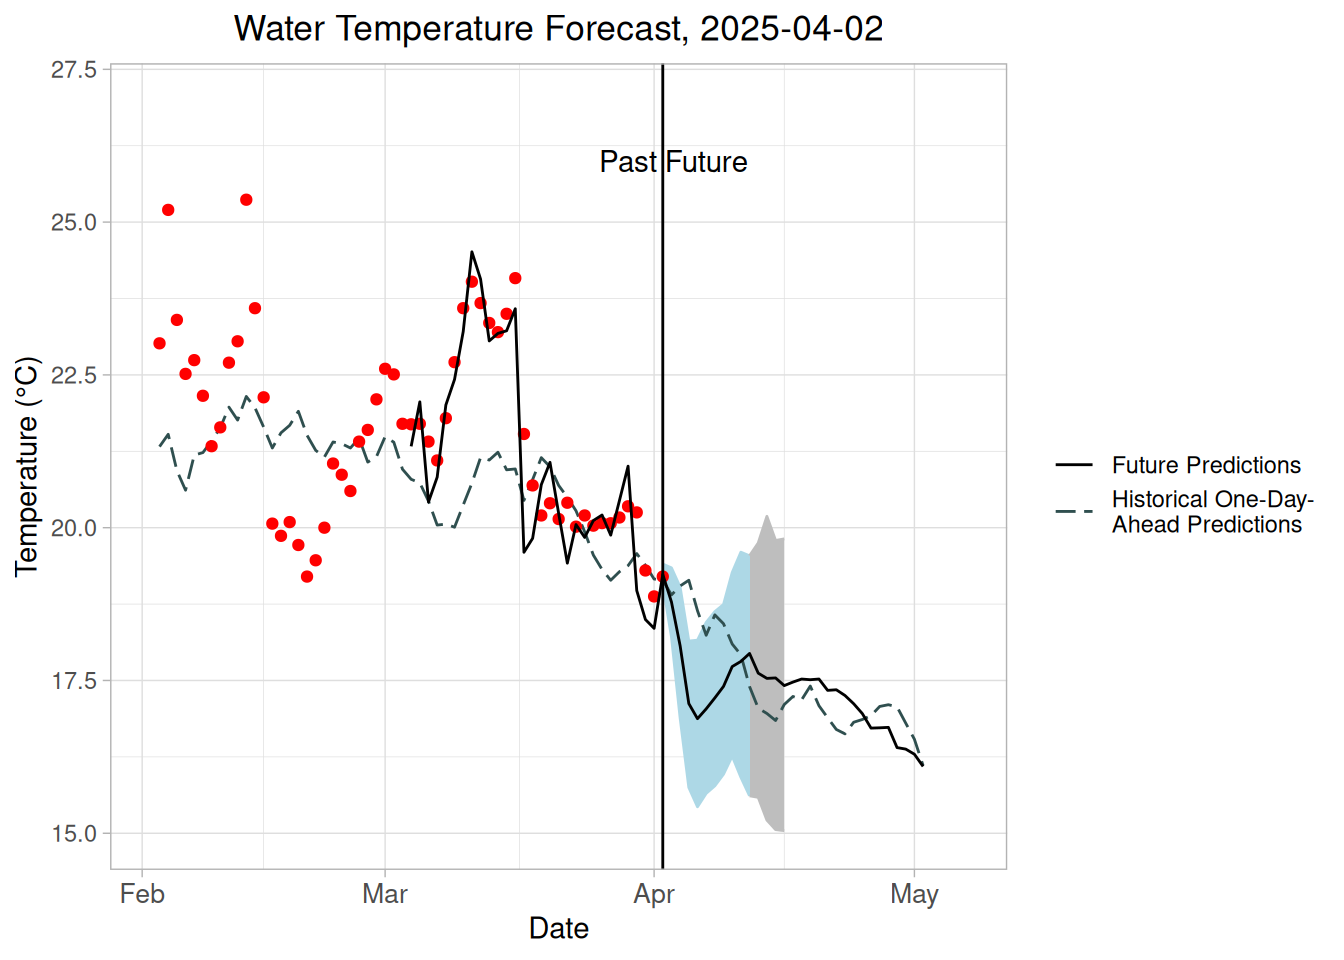 Water Temperature Forecast, 2025-04-02
27.5
25.0
22.5
20.0
17.5
15.0
Temperature (°C)
Past Future
Feb
Mar
Apr
May
Date
Future Predictions
Historical One-Day-
Ahead Predictions